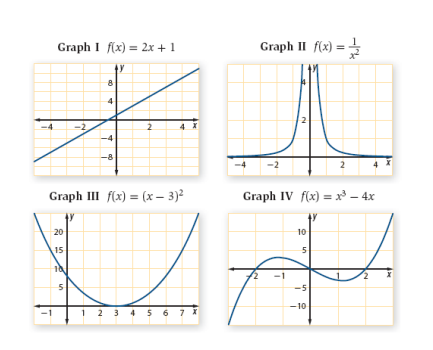 Graph I f(x) = 2x + 1
y
8
4
−4 −2 2 4 x
−4
−8
Graph II f(x) = 1/x²
y
4
2
−4 −2 2 4 x
Graph III f(x) = (x − 3)²
y
20
15
10
5
−1 1 2 3 4 5 6 7 x
Graph IV f(x) = x³ − 4x
y
10
5
−2 −1 1 2 x
−5
−10